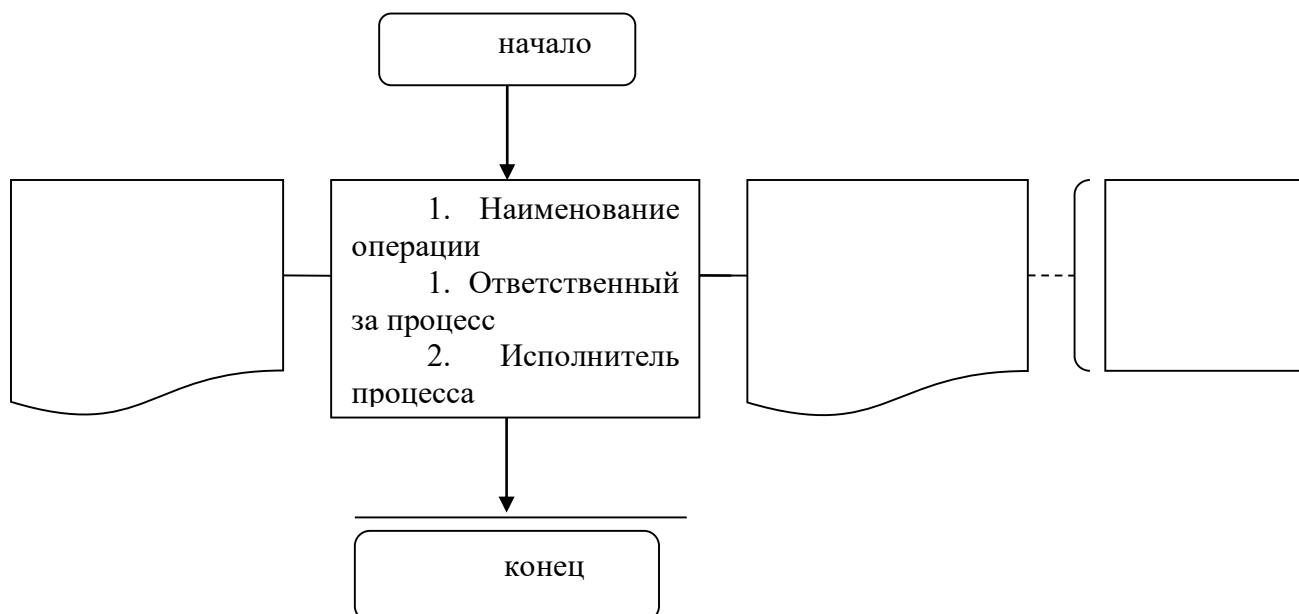 начало
1. Наименование
операции
1. Ответственный
за процесс
2. Исполнитель
процесса
конец